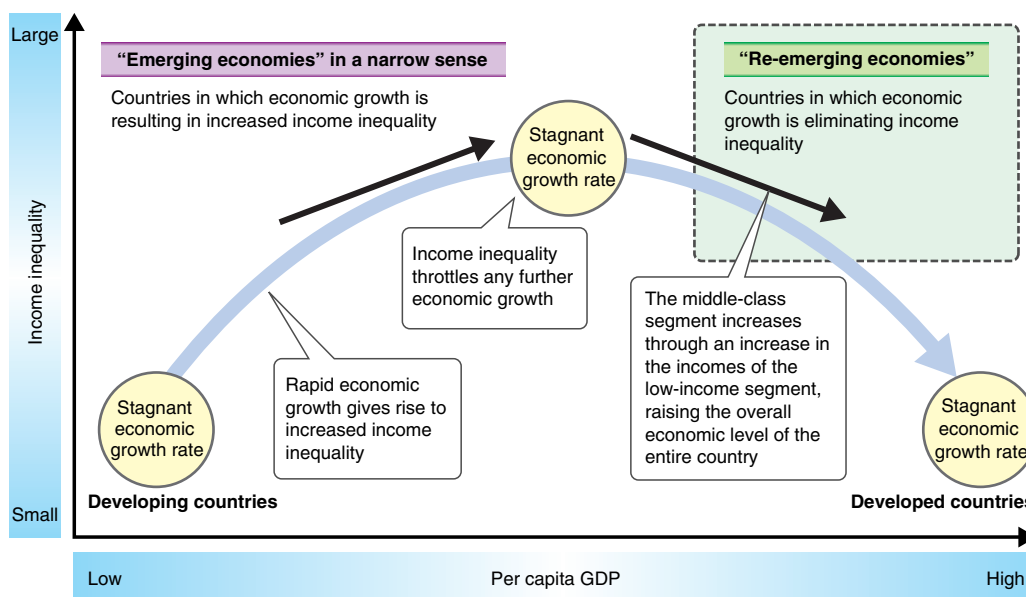 Large
“Emerging economies” in a narrow sense
Countries in which economic growth is
resulting in increased income inequality
“Re-emerging economies”
Countries in which economic
growth is eliminating income
inequality
Stagnant
economic
growth rate
Income inequality
Income inequality
throttles any further
economic growth
The middle-class
segment increases
through an increase in
the incomes of the
low-income segment,
raising the overall
economic level of the
entire country
Rapid economic
growth gives rise to
increased income
inequality
Stagnant
economic
growth rate
Developing countries
Stagnant
economic
growth rate
Developed countries
Small
Low
Per capita GDP
High